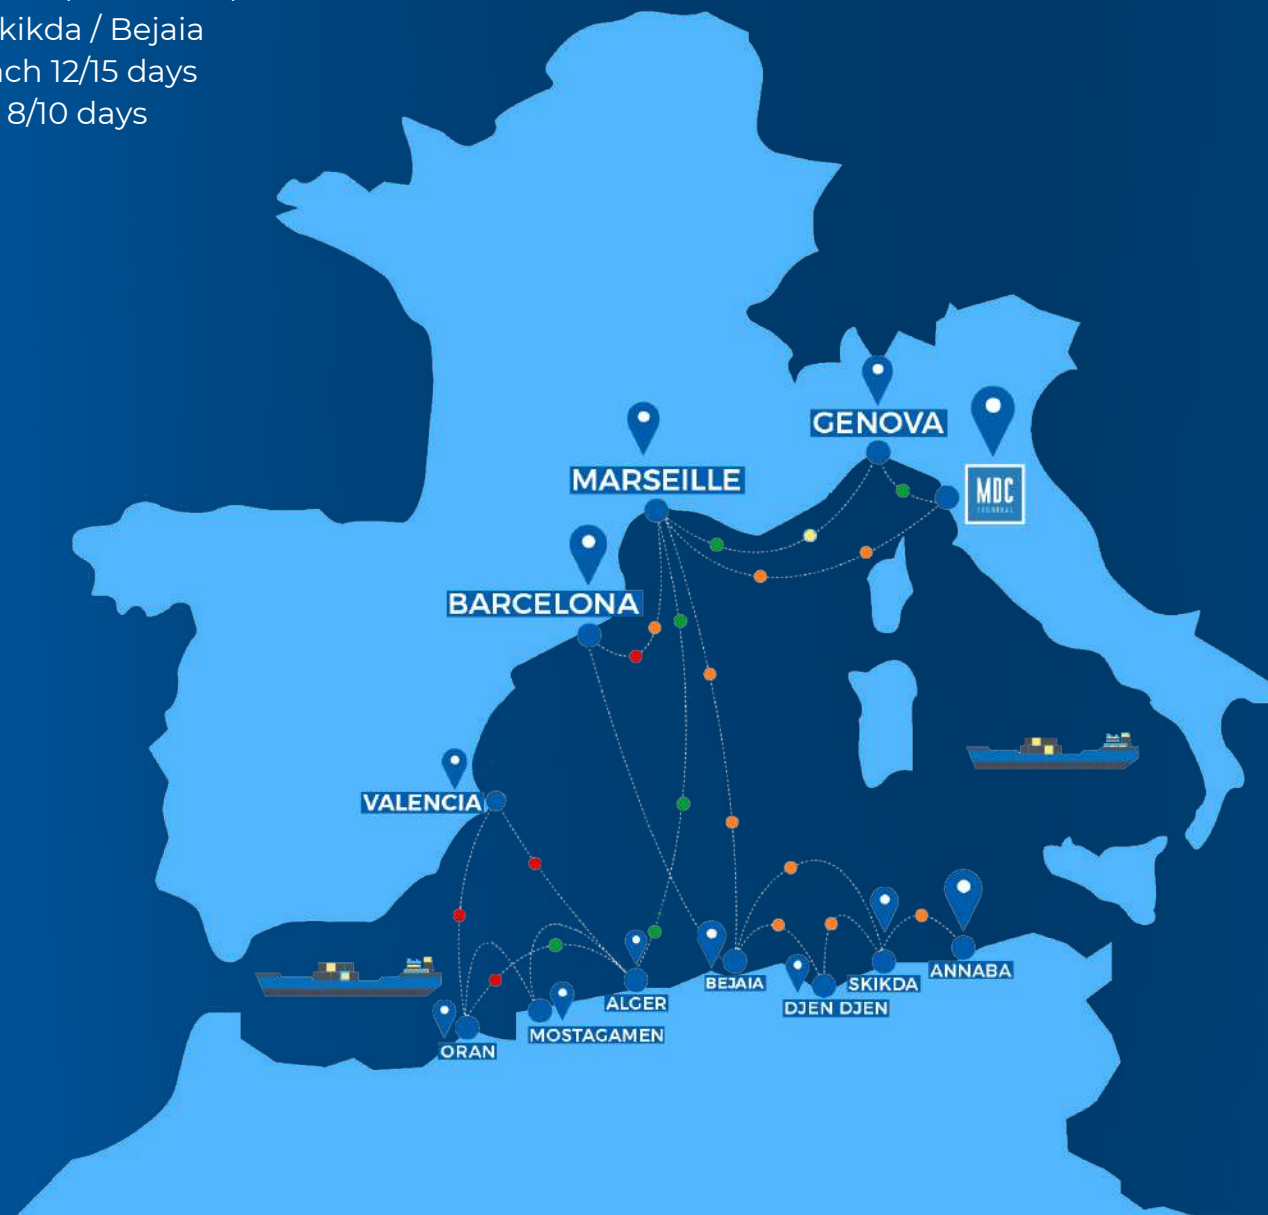 kikda / Bejaia
ach 12/15 days
8/10 days
GENOVA
MARSEILLE
MDC
TERMINAL
BARCELONA
VALENCIA
ANNABA
SKIKDA
BEJAIA
DJEN DJEN
ALGER
MOSTAGAMEN
ORAN